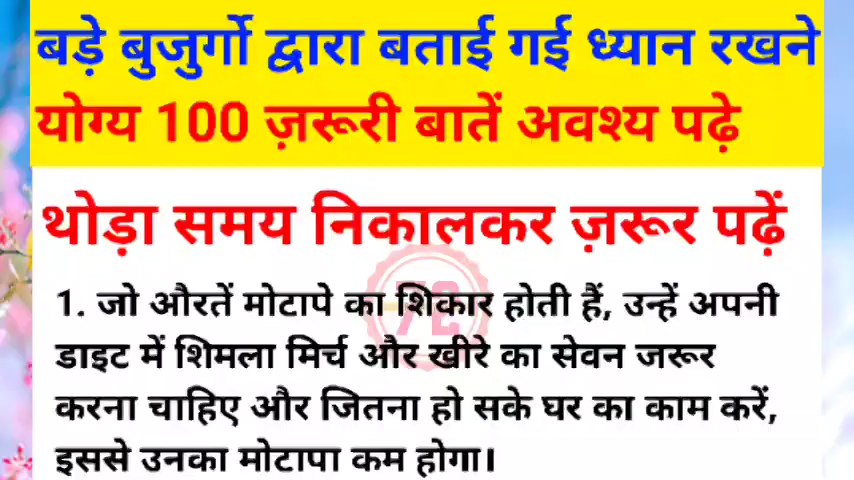 बड़े बुजुर्गो द्वारा बताई गई ध्यान रखने
योग्य 100 ज़रूरी बातें अवश्य पढ़े
थोड़ा समय निकालकर ज़रूर पढ़ें
1. जो औरतें मोटापे का शिकार होती हैं, उन्हें अपनी
डाइट में शिमला मिर्च और खीरे का सेवन जरूर
करना चाहिए और जितना हो सके घर का काम करें,
इससे उनका मोटापा कम होगा।